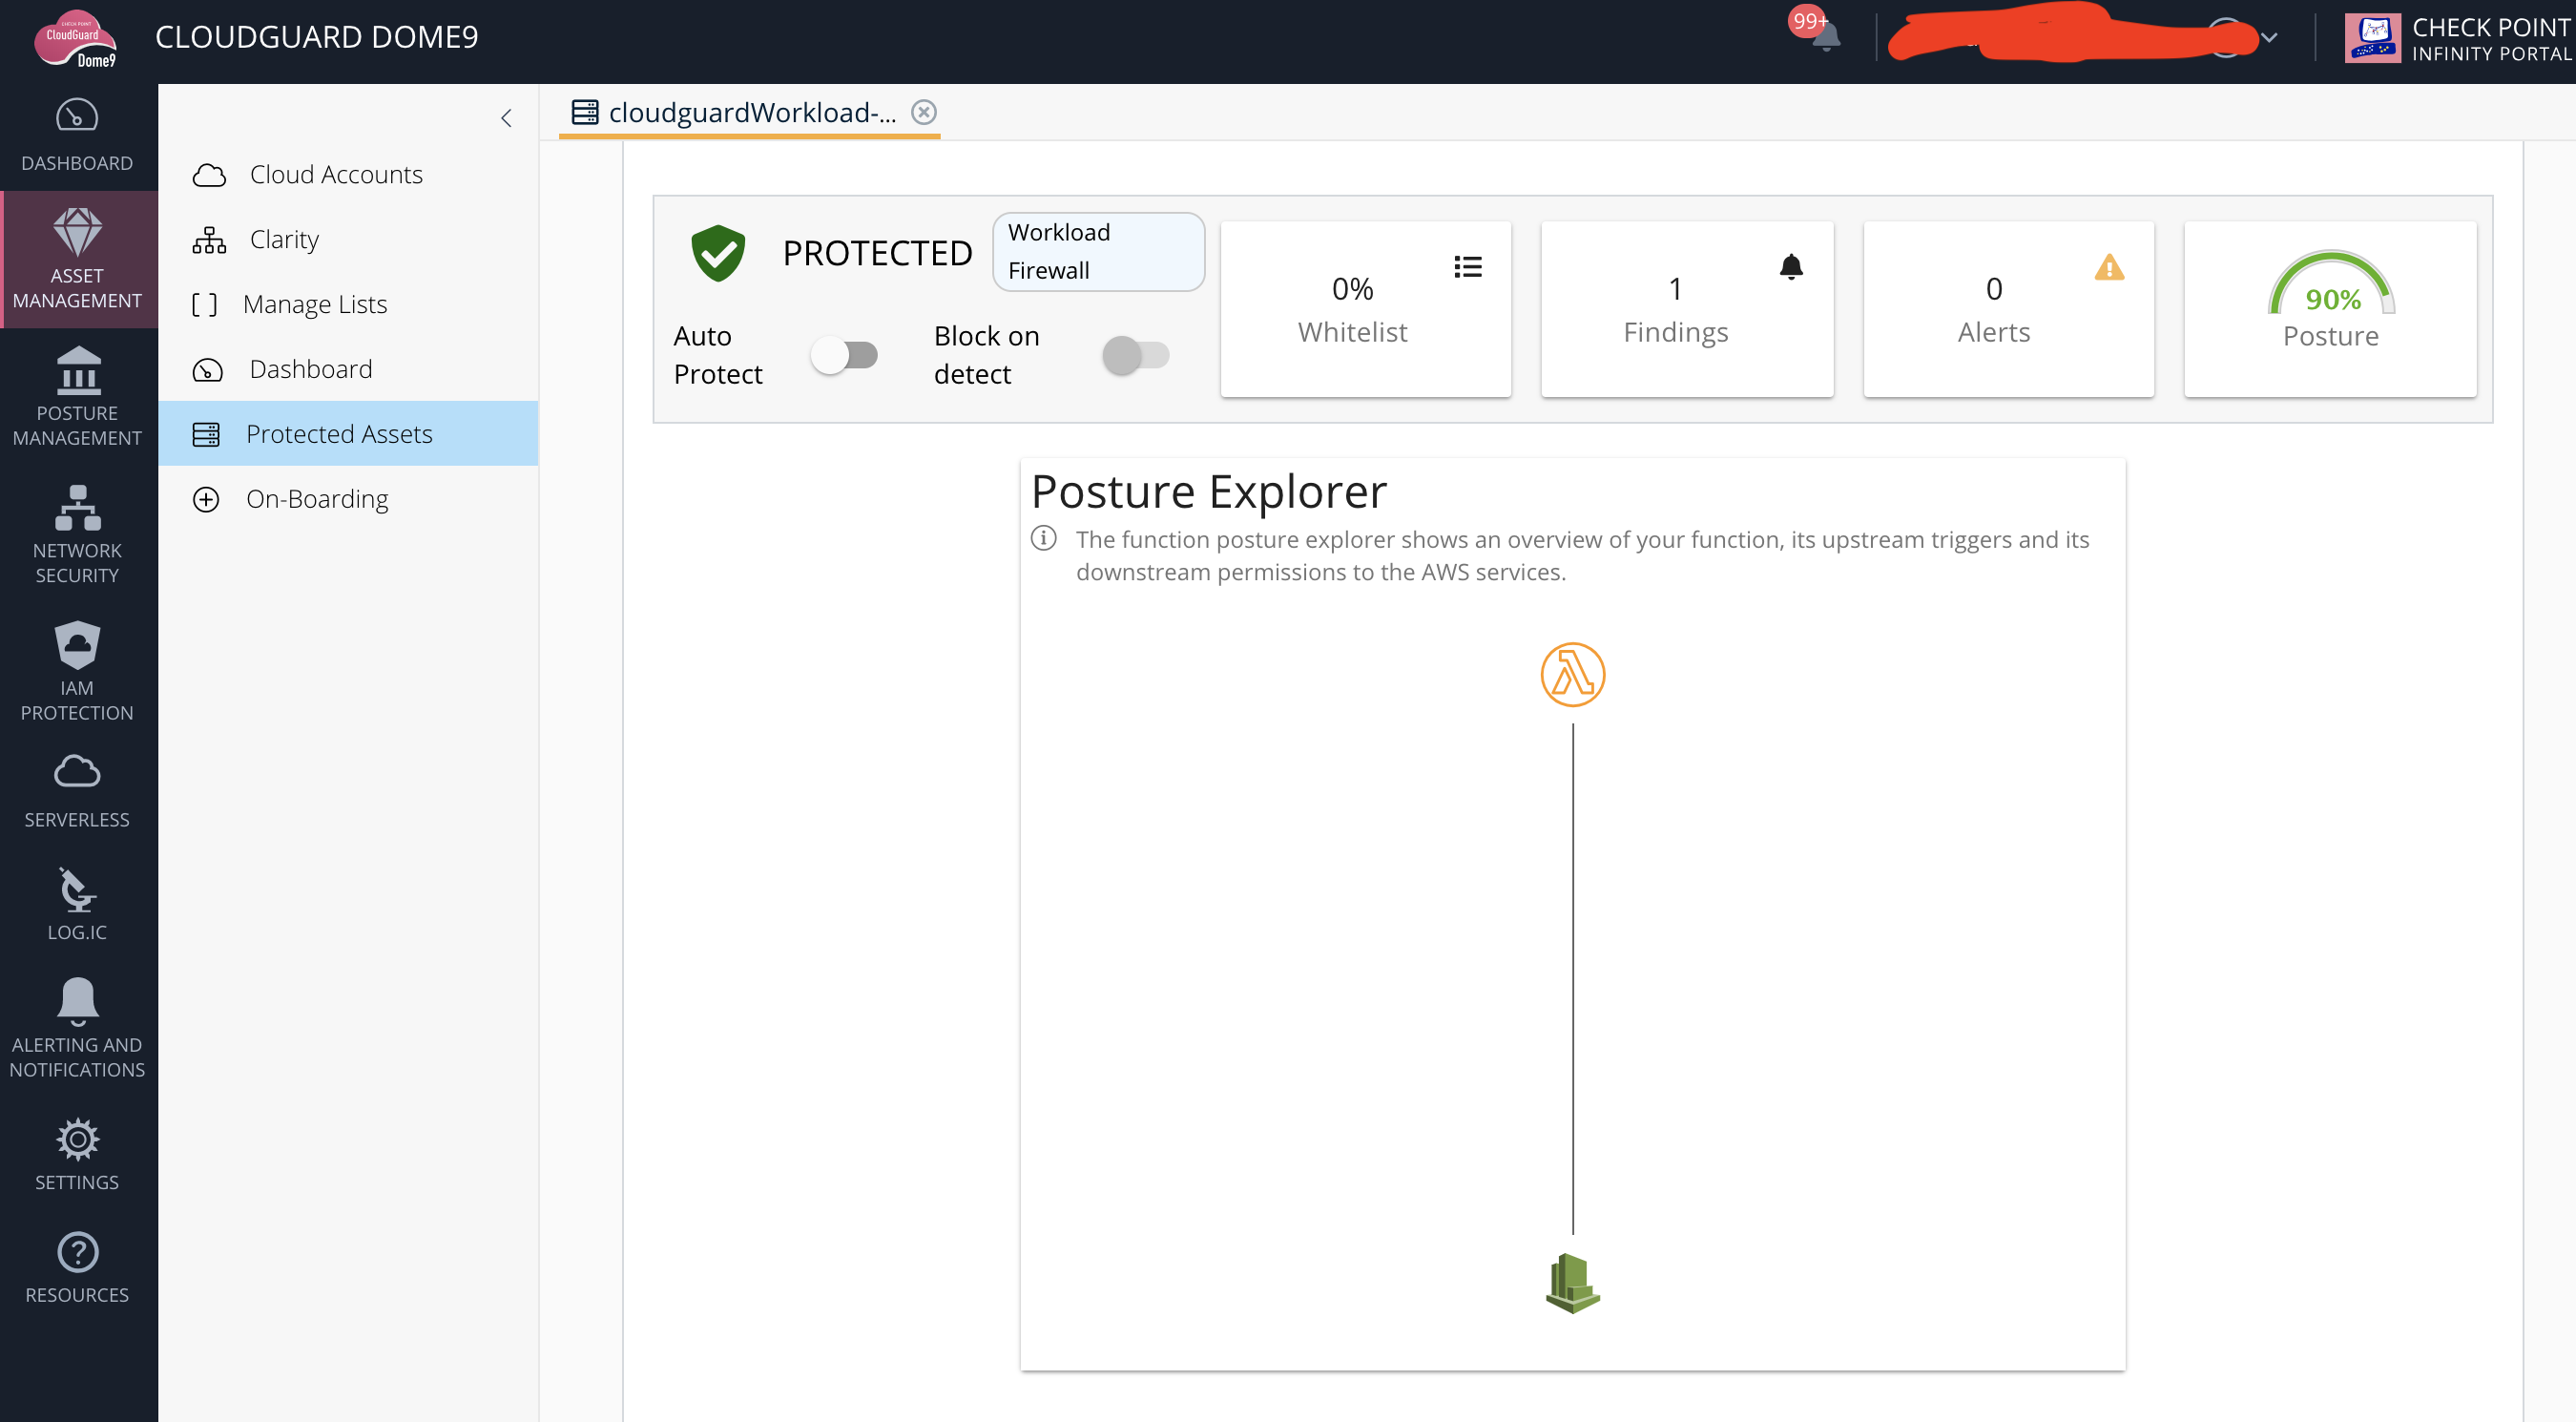 CHECK POINT
CloudGuard
Dome9
CLOUDGUARD DOME9
99+
CHECK POINT
INFINITY PORTAL
DASHBOARD
ASSET
MANAGEMENT
POSTURE
MANAGEMENT
NETWORK
SECURITY
IAM
PROTECTION
SERVERLESS
LOG.IC
ALERTING AND
NOTIFICATIONS
SETTINGS
RESOURCES
Cloud Accounts
Clarity
Manage Lists
Dashboard
Protected Assets
On-Boarding
cloudguardWorkload-...
PROTECTED
Workload
Firewall
Auto
Protect
Block on
detect
0%
Whitelist
1
Findings
0
Alerts
90%
Posture
Posture Explorer
The function posture explorer shows an overview of your function, its upstream triggers and its
downstream permissions to the AWS services.